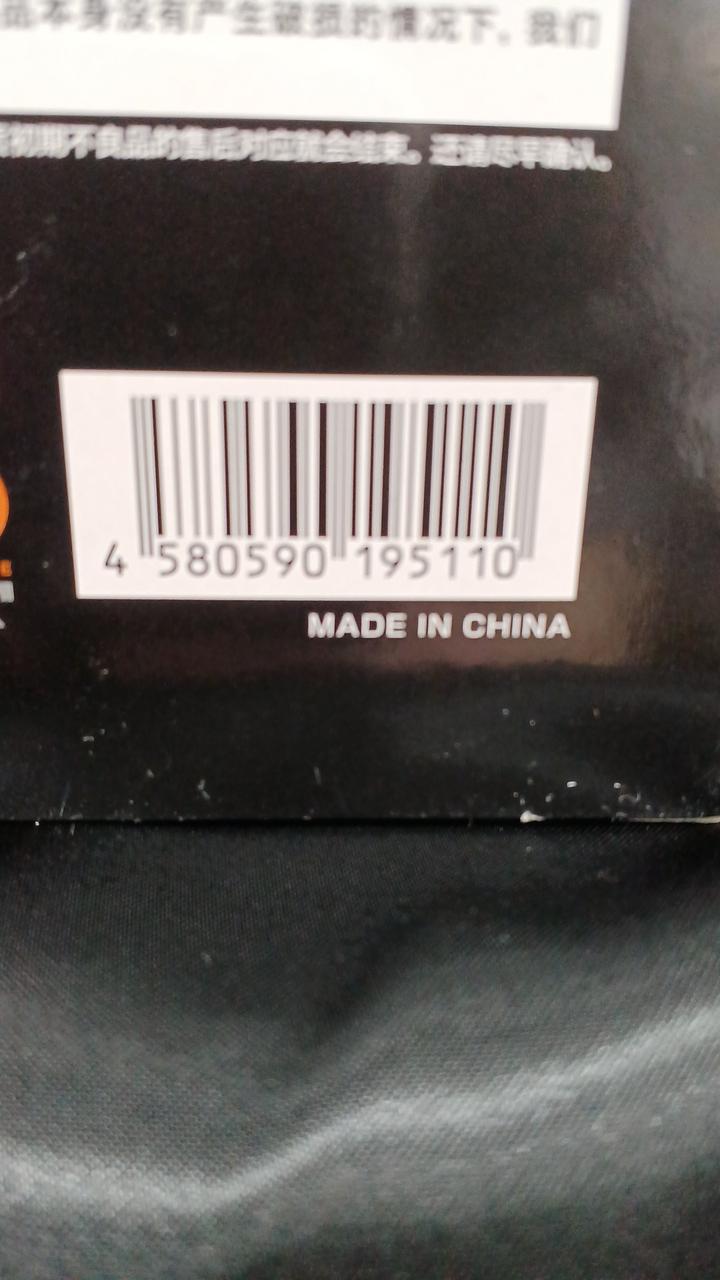 品本身没有产生破损的情况下，我们
初期不良品的售后对应就会结束。还请尽早确认。
4 580590 195110
MADE IN CHINA